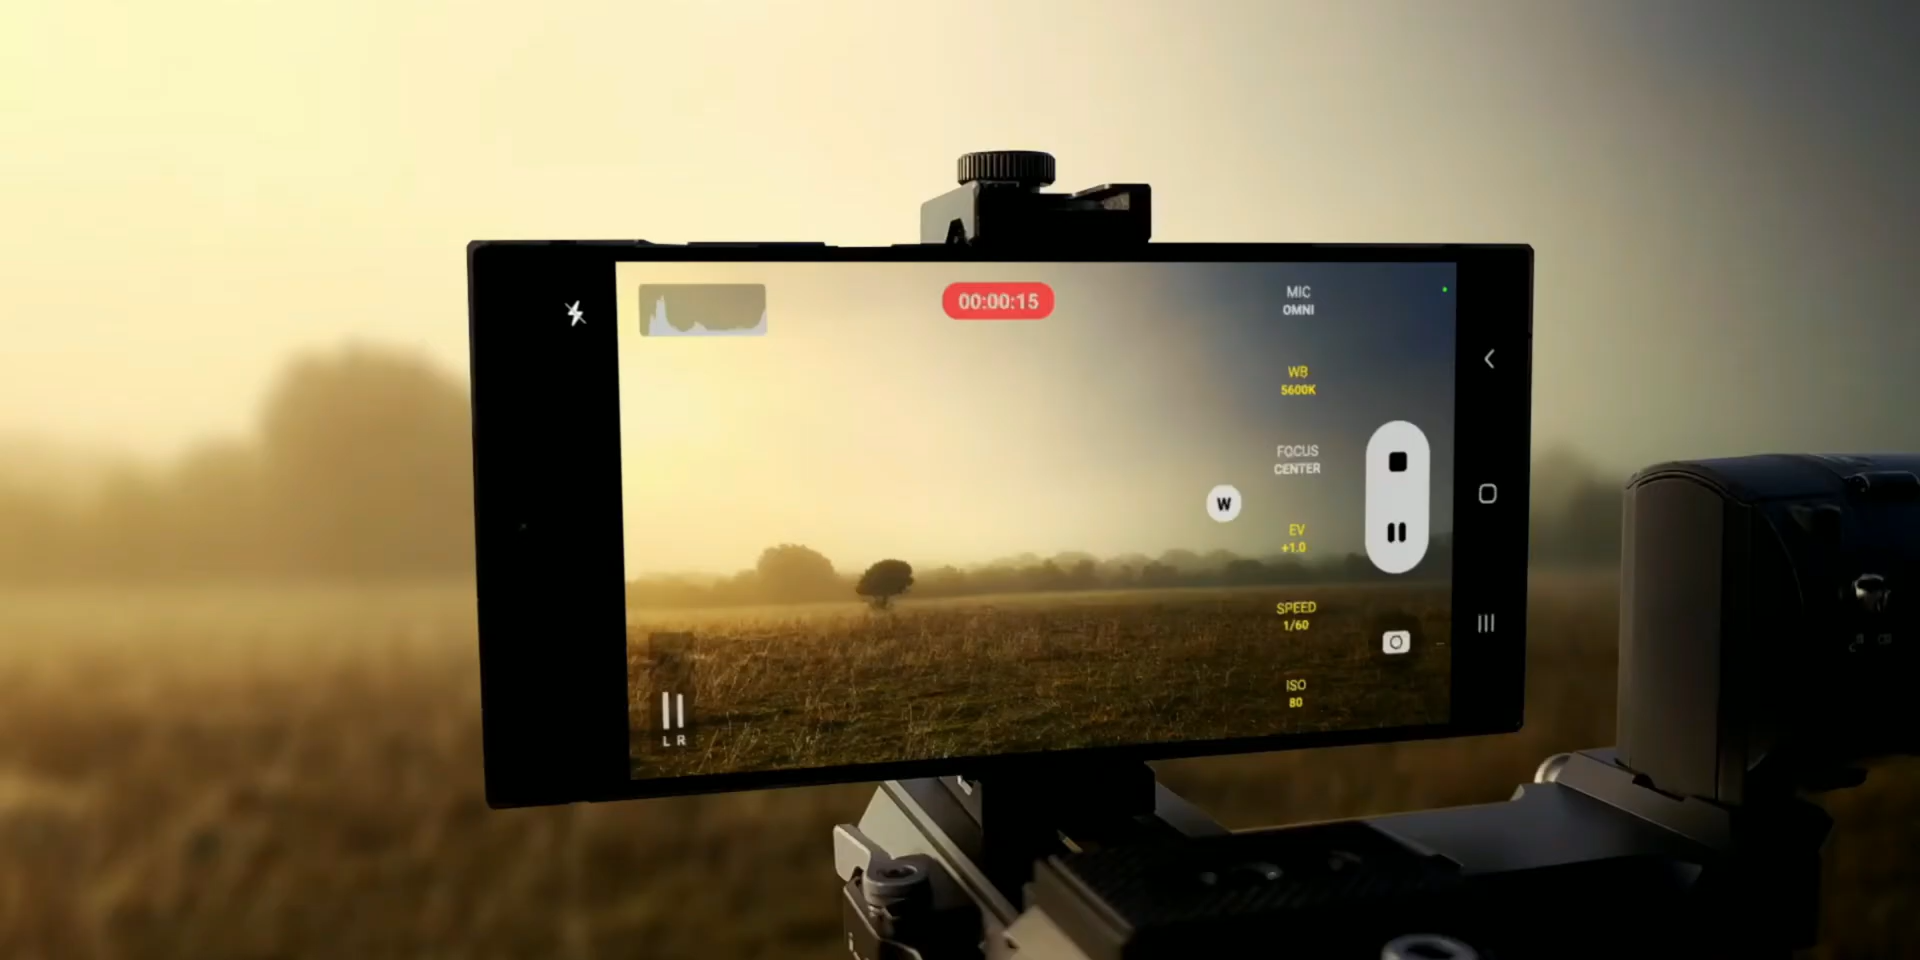 00:00:15
MIC
OMNI
WB
5600K
FOCUS
CENTER
W
EV
+1.0
SPEED
1/60
ISO
80
L R